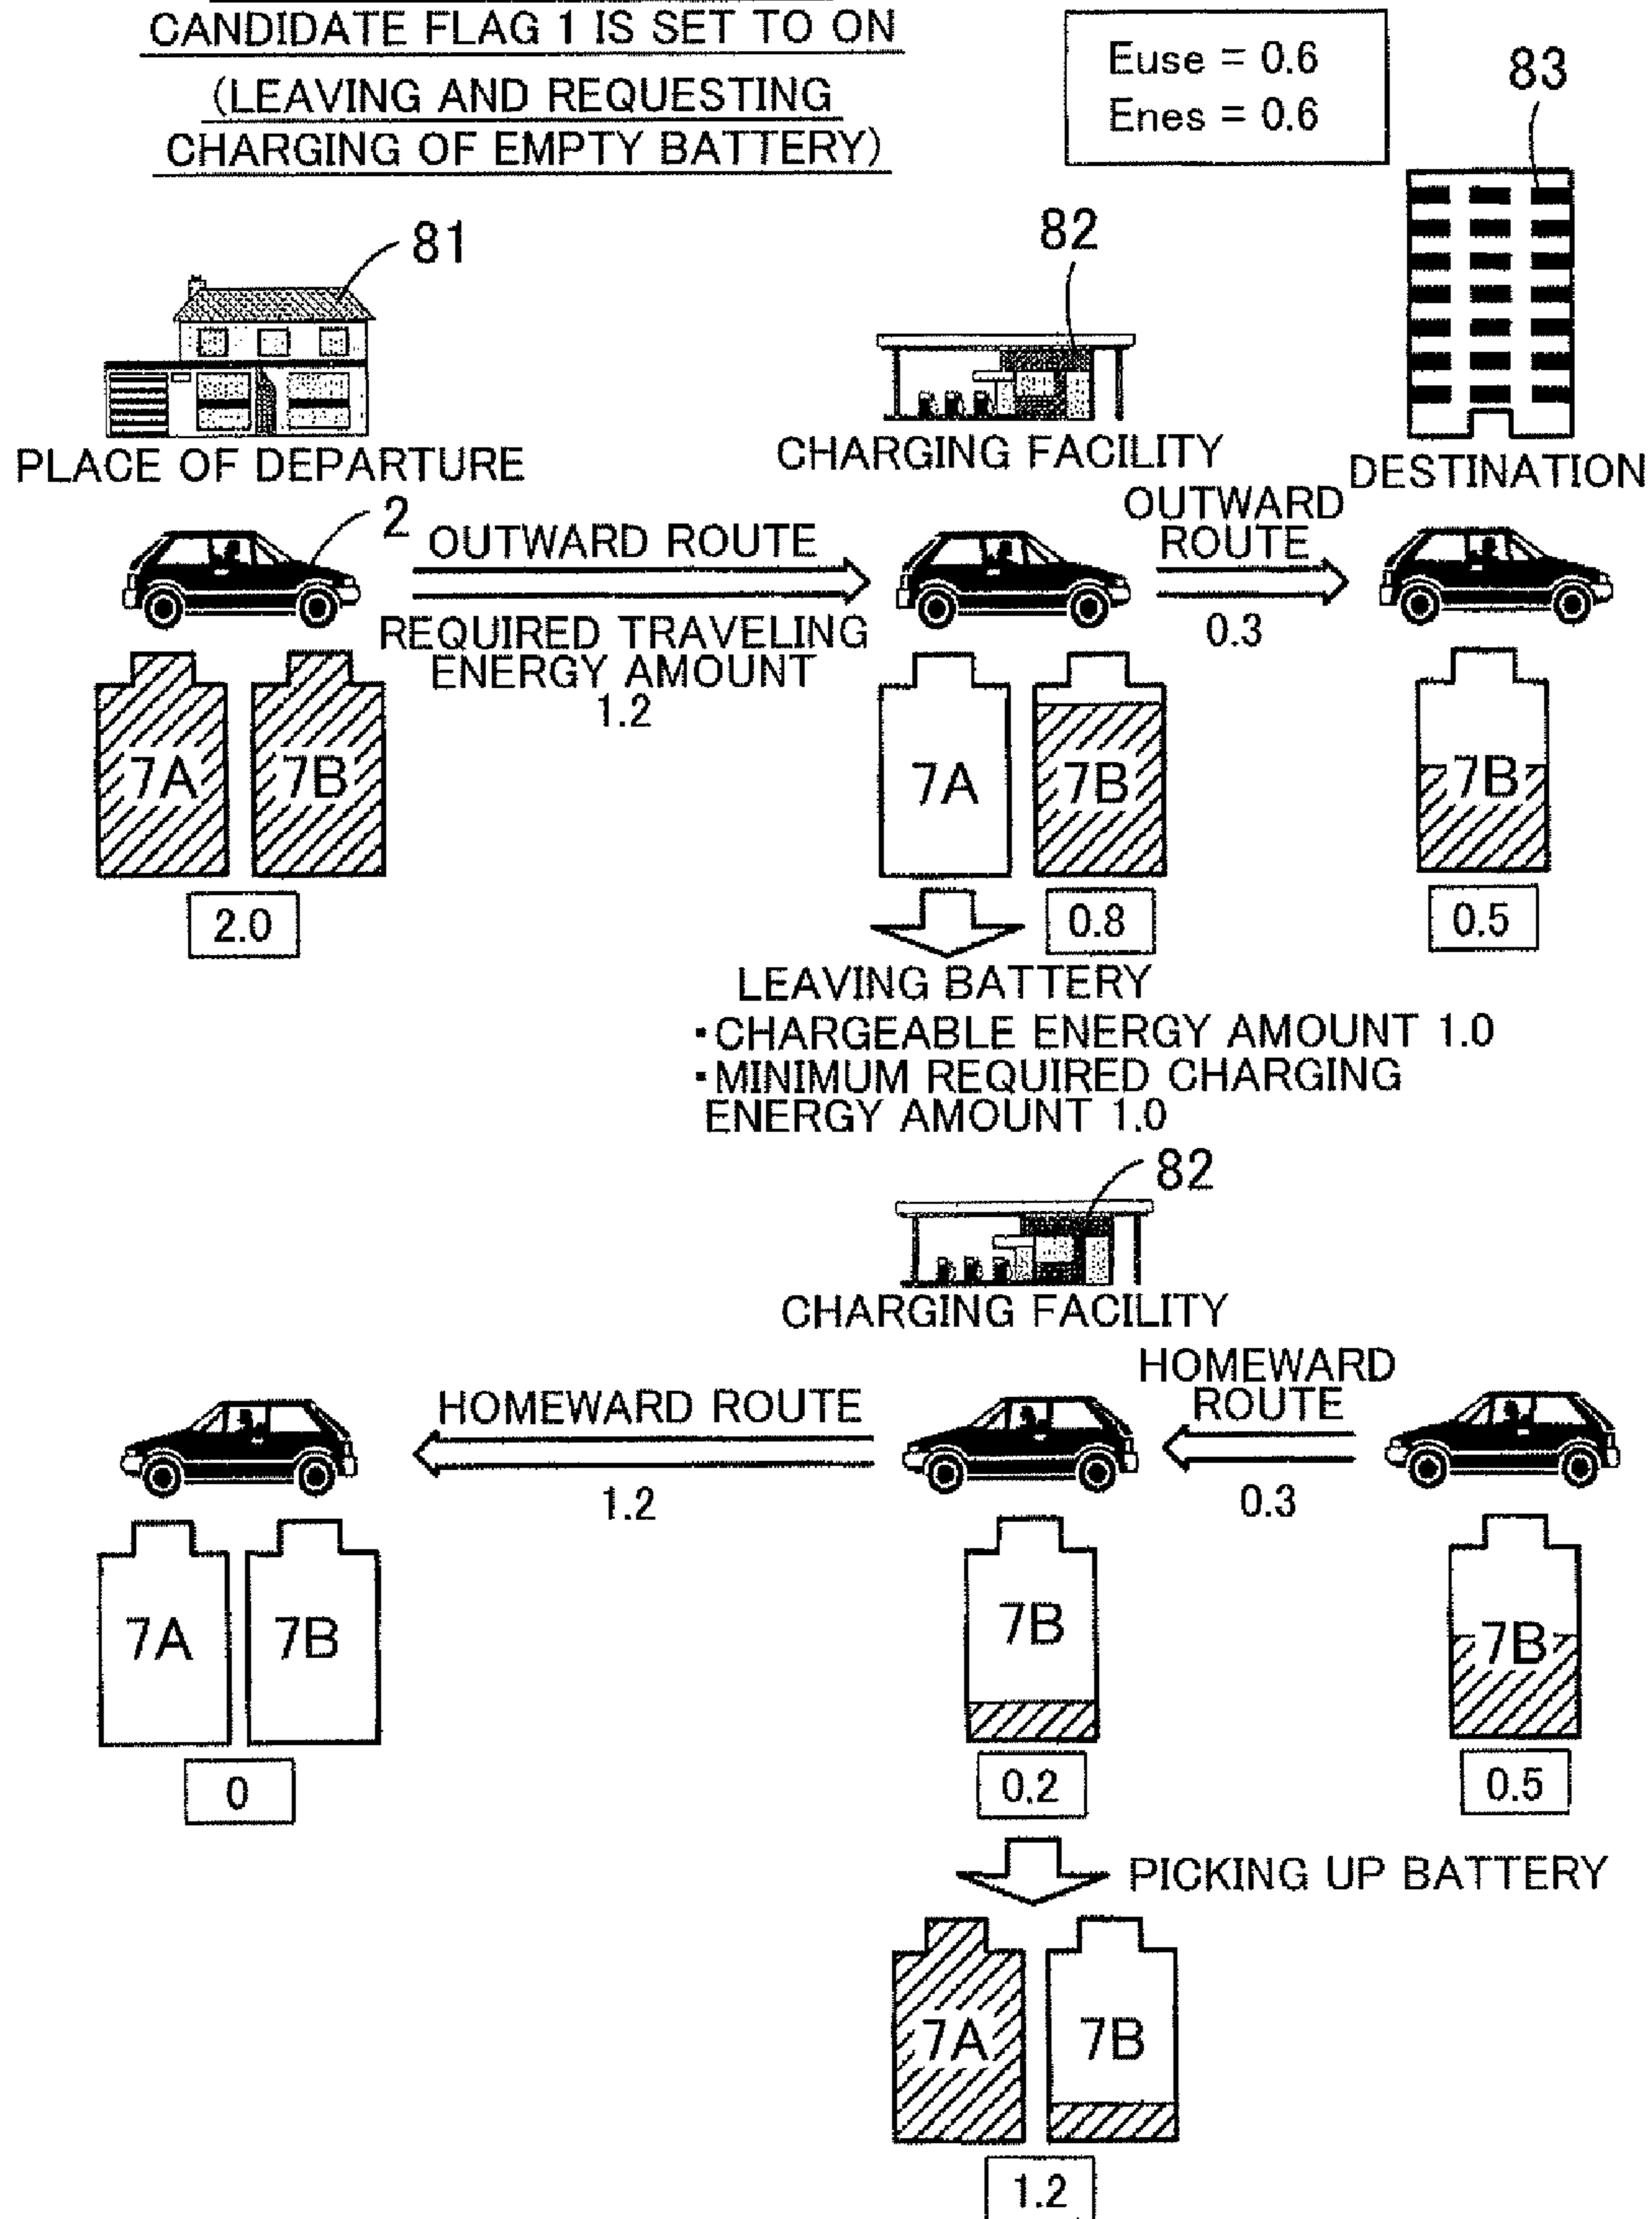 CANDIDATE FLAG 1 IS SET TO ON
(LEAVING AND REQUESTING
CHARGING OF EMPTY BATTERY)
Euse = 0.6
Enes = 0.6
83
81
82
PLACE OF DEPARTURE
CHARGING FACILITY
DESTINATION
2
OUTWARD ROUTE
OUTWARD
ROUTE
REQUIRED TRAVELING
ENERGY AMOUNT
1.2
0.3
7A
7B
7A
7B
7B
2.0
0.8
0.5
LEAVING BATTERY
・CHARGEABLE ENERGY AMOUNT 1.0
・MINIMUM REQUIRED CHARGING
ENERGY AMOUNT 1.0
82
CHARGING FACILITY
HOMEWARD ROUTE
HOMEWARD
ROUTE
1.2
0.3
7A
7B
7B
7B
0
0.2
0.5
PICKING UP BATTERY
7A
7B
1.2